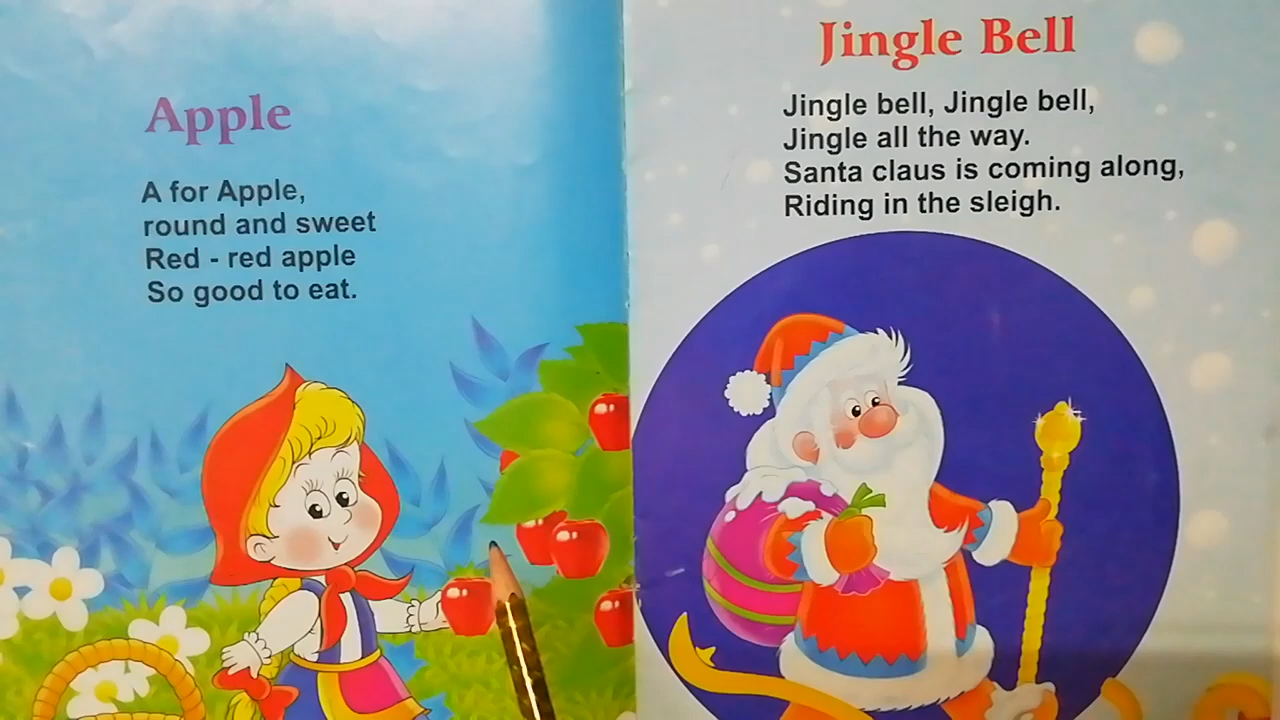 Apple
A for Apple,
round and sweet
Red - red apple
So good to eat.
Jingle Bell
Jingle bell, Jingle bell,
Jingle all the way.
Santa claus is coming along,
Riding in the sleigh.